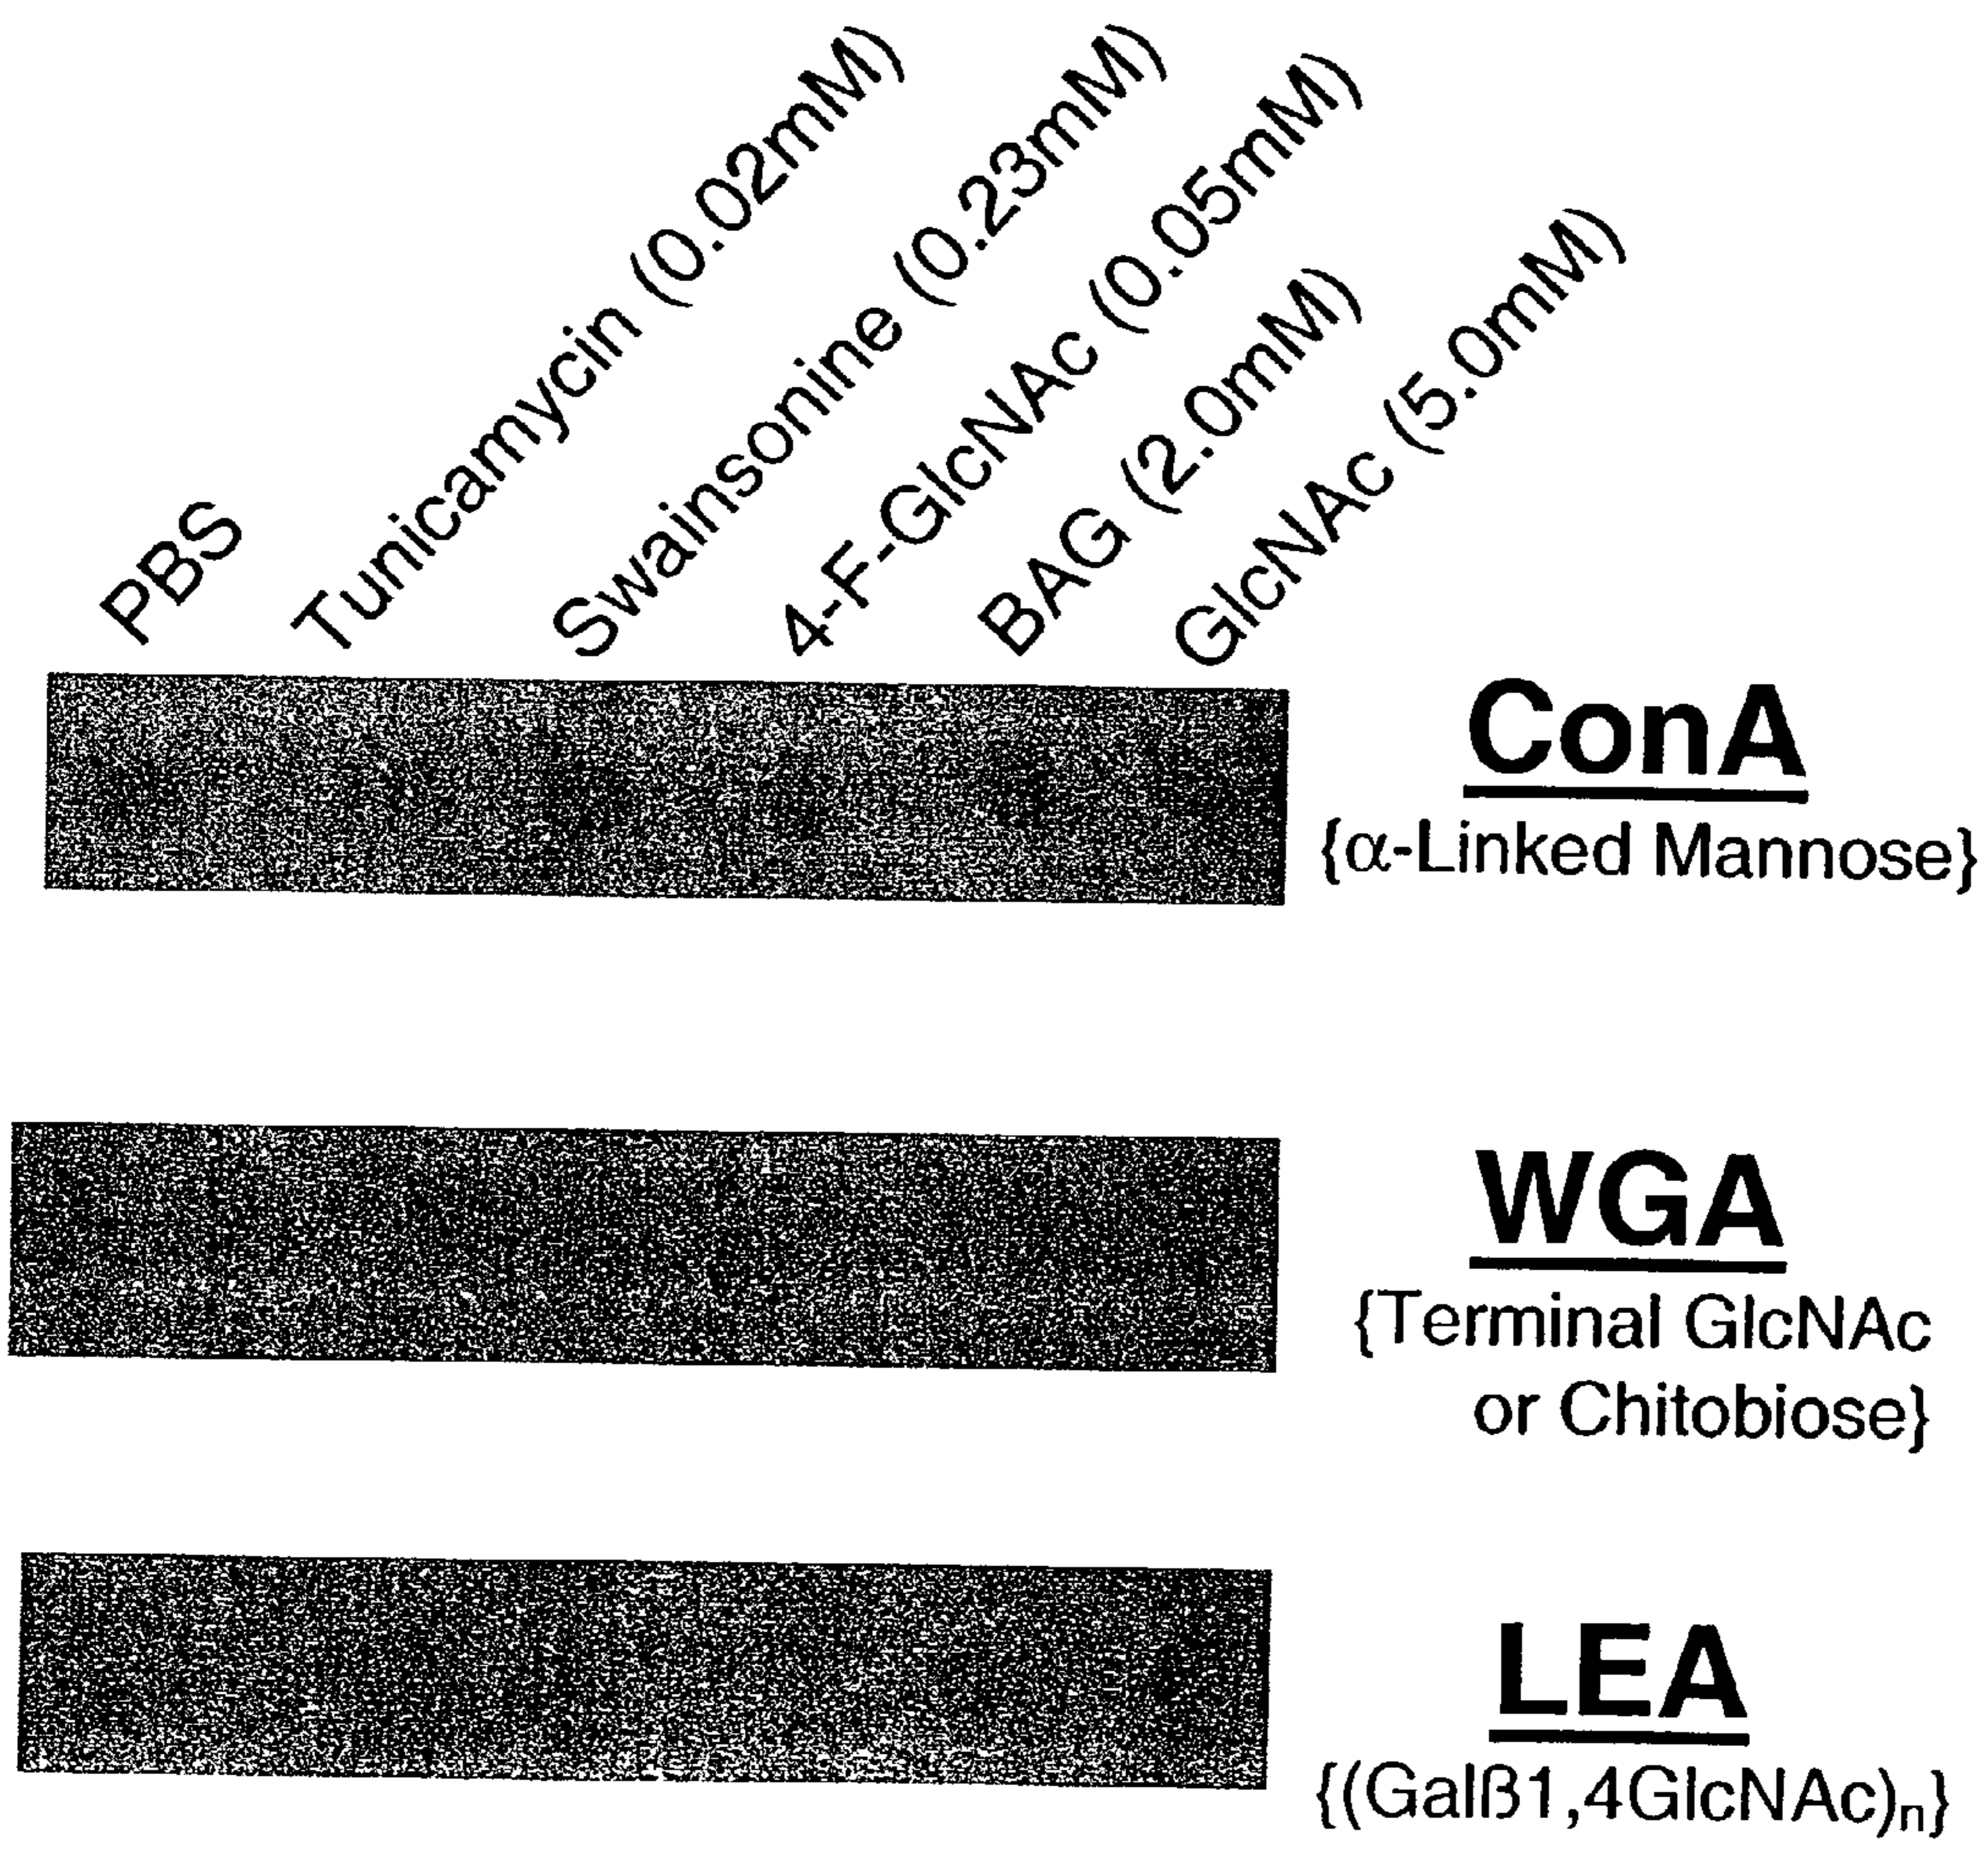 PBS
Tunicamycin (0.02mM)
Swainsonine (0.23mM)
4-F-GlcNAc (0.05mM)
BAG (2.0mM)
GlcNAc (5.0mM)
ConA
{α-Linked Mannose}
WGA
{Terminal GlcNAc
or Chitobiose}
LEA
{(Galß1,4GlcNAc)n}